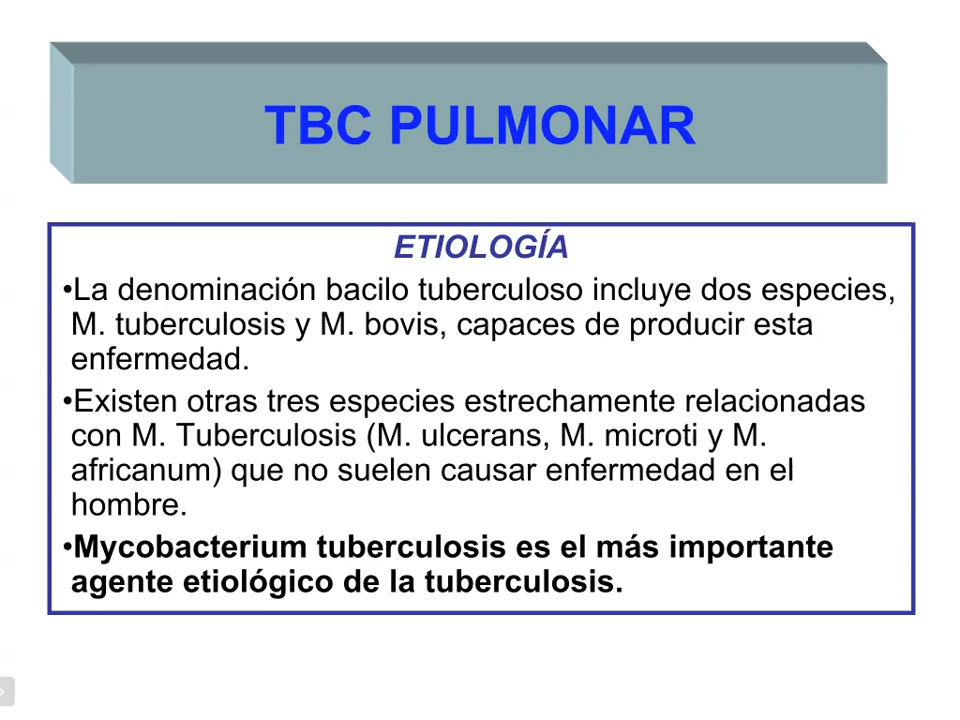 TBC PULMONAR
ETIOLOGÍA
•La denominación bacilo tuberculoso incluye dos especies,
M. tuberculosis y M. bovis, capaces de producir esta
enfermedad.
•Existen otras tres especies estrechamente relacionadas
con M. Tuberculosis (M. ulcerans, M. microti y M.
africanum) que no suelen causar enfermedad en el
hombre.
•Mycobacterium tuberculosis es el más importante
agente etiológico de la tuberculosis.